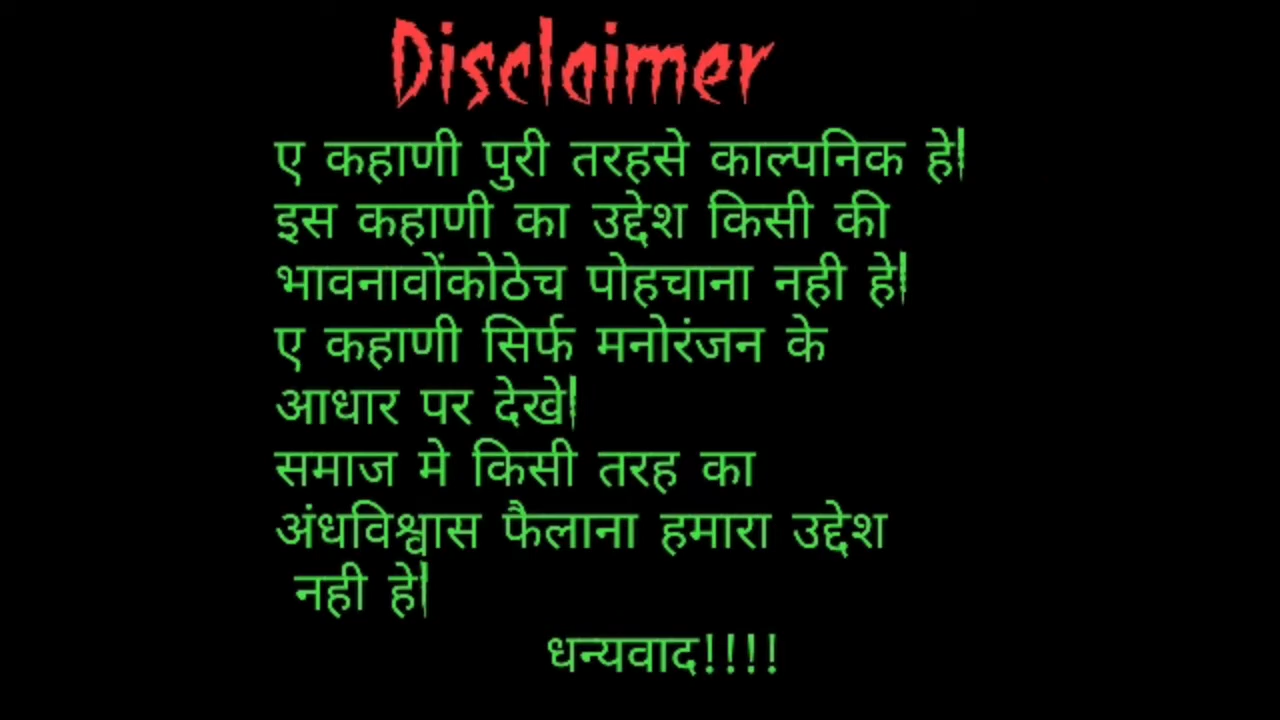 Disclaimer
ए कहाणी पुरी तरहसे काल्पनिक हे|
इस कहाणी का उद्देश किसी की
भावनावोंकोठेच पोहचाना नही हे|
ए कहाणी सिर्फ मनोरंजन के
आधार पर देखे|
समाज मे किसी तरह का
अंधविश्वास फैलाना हमारा उद्देश
नही हे|
धन्यवाद!!!!